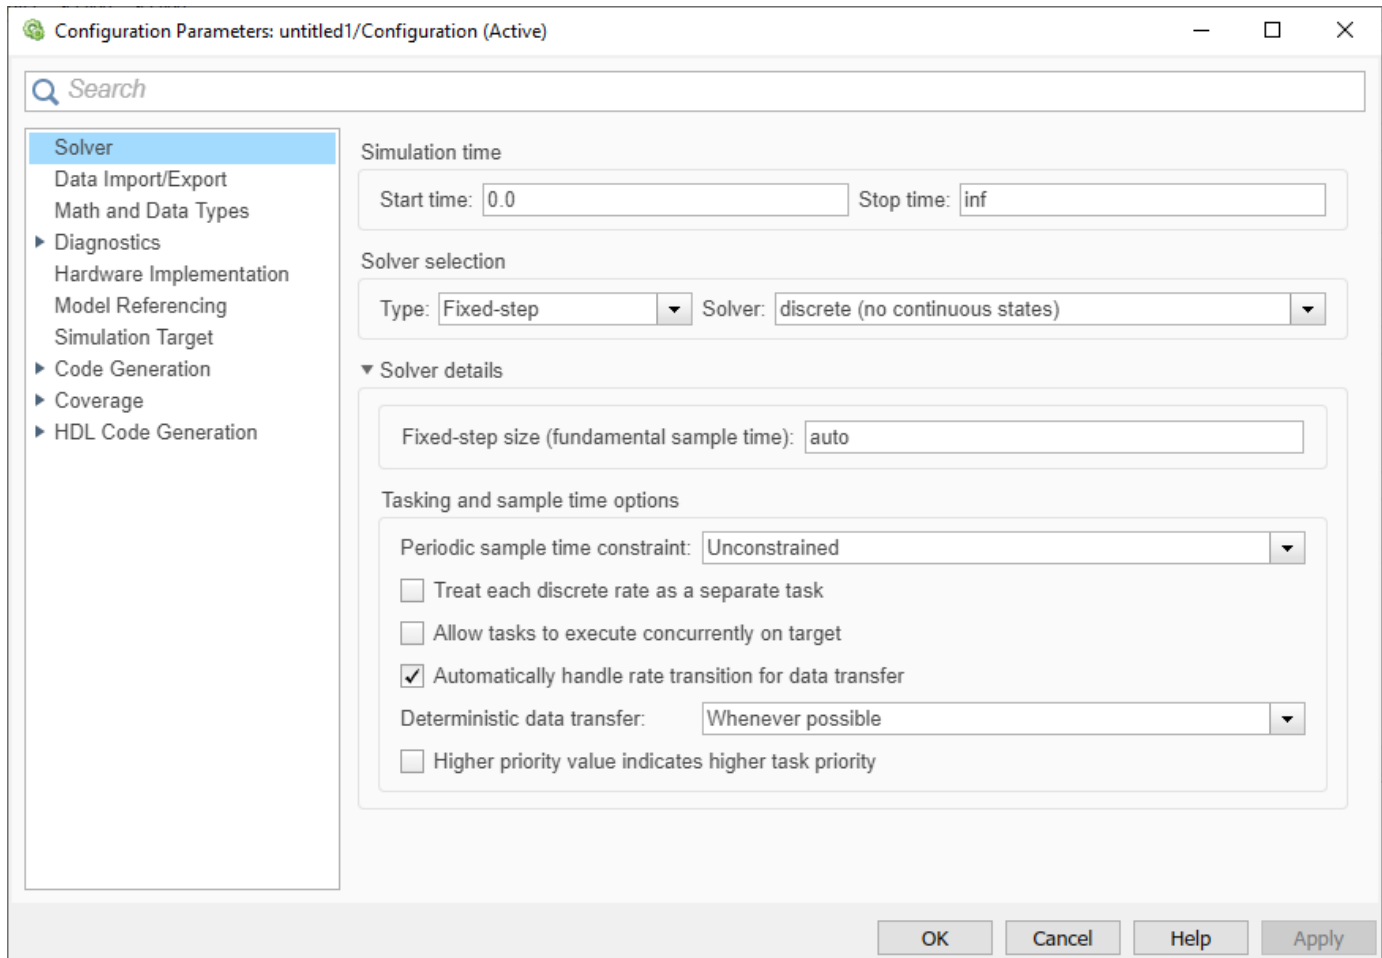 Configuration Parameters: untitled1/Configuration (Active)
Search
Solver
Data Import/Export
Math and Data Types
Diagnostics
Hardware Implementation
Model Referencing
Simulation Target
Code Generation
Coverage
HDL Code Generation
Simulation time
Start time: 0.0 Stop time: inf
Solver selection
Type: Fixed-step Solver: discrete (no continuous states)
Solver details
Fixed-step size (fundamental sample time): auto
Tasking and sample time options
Periodic sample time constraint: Unconstrained
Treat each discrete rate as a separate task
Allow tasks to execute concurrently on target
Automatically handle rate transition for data transfer
Deterministic data transfer: Whenever possible
Higher priority value indicates higher task priority
OK Cancel Help Apply